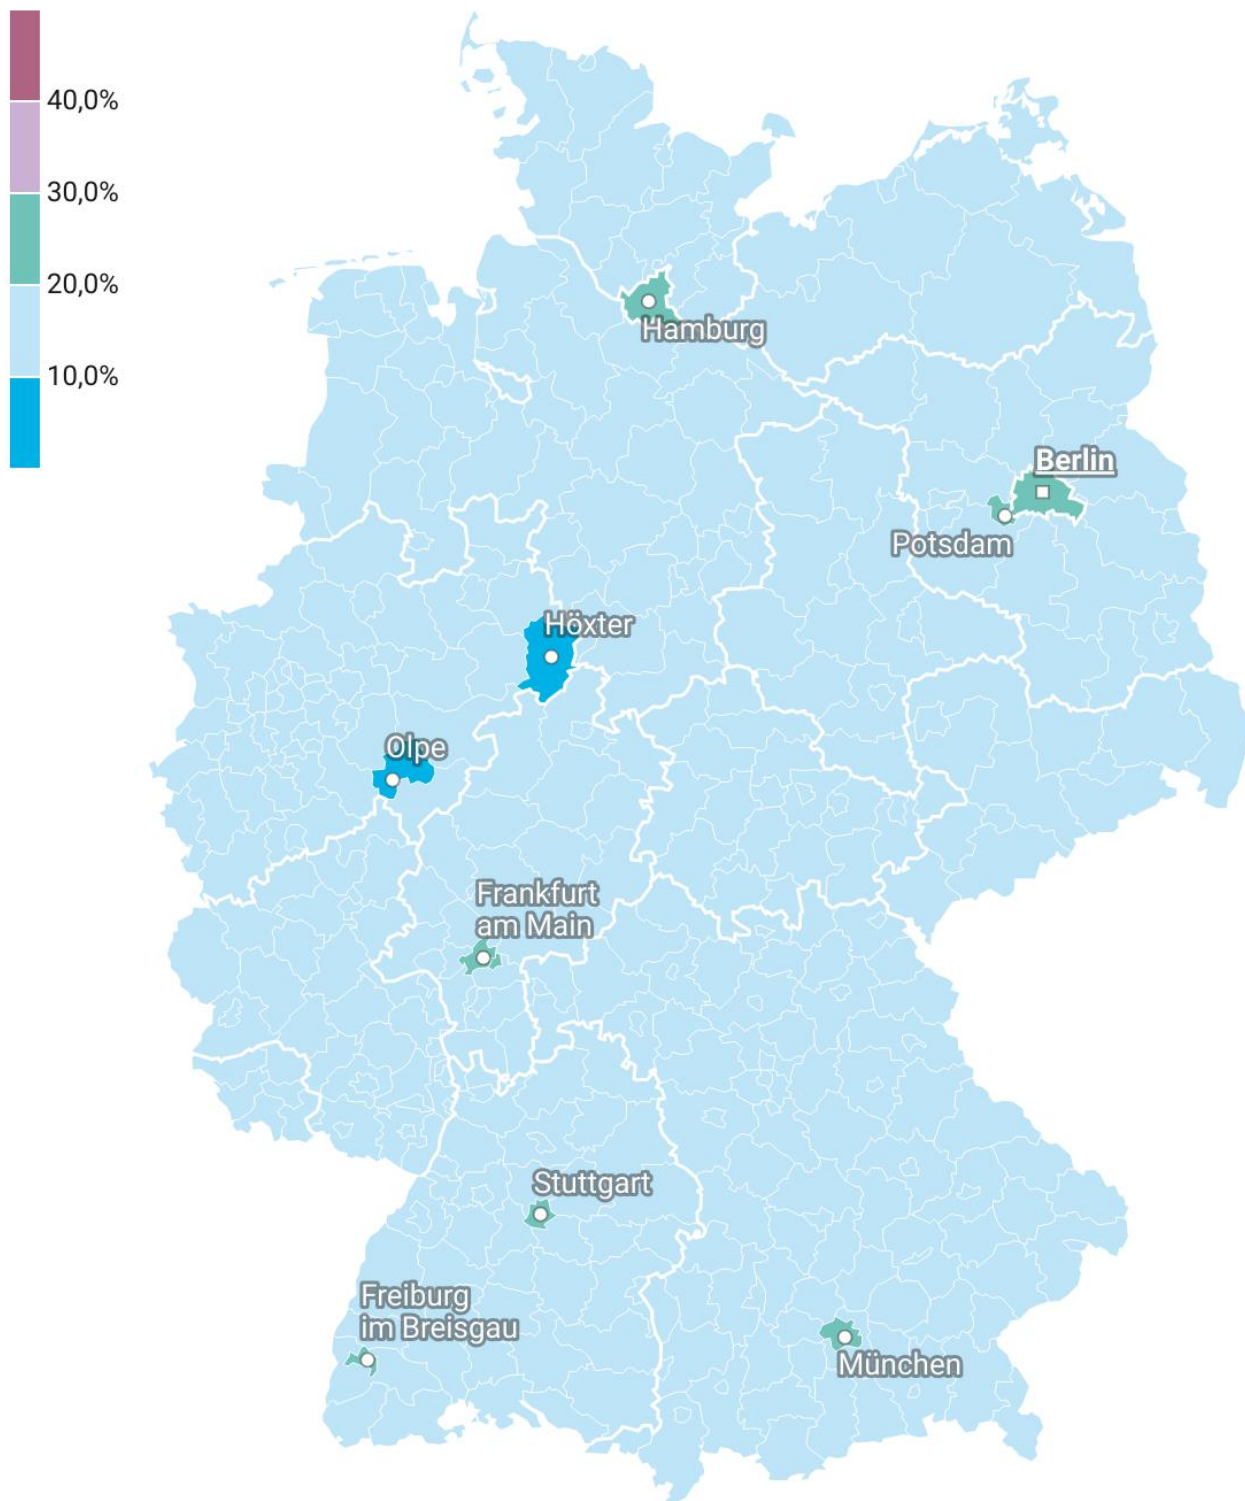 40,0%
30,0%
20,0%
10,0%
Hamburg
Berlin
Potsdam
Höxter
Olpe
Frankfurt
am Main
Stuttgart
Freiburg
im Breisgau
München